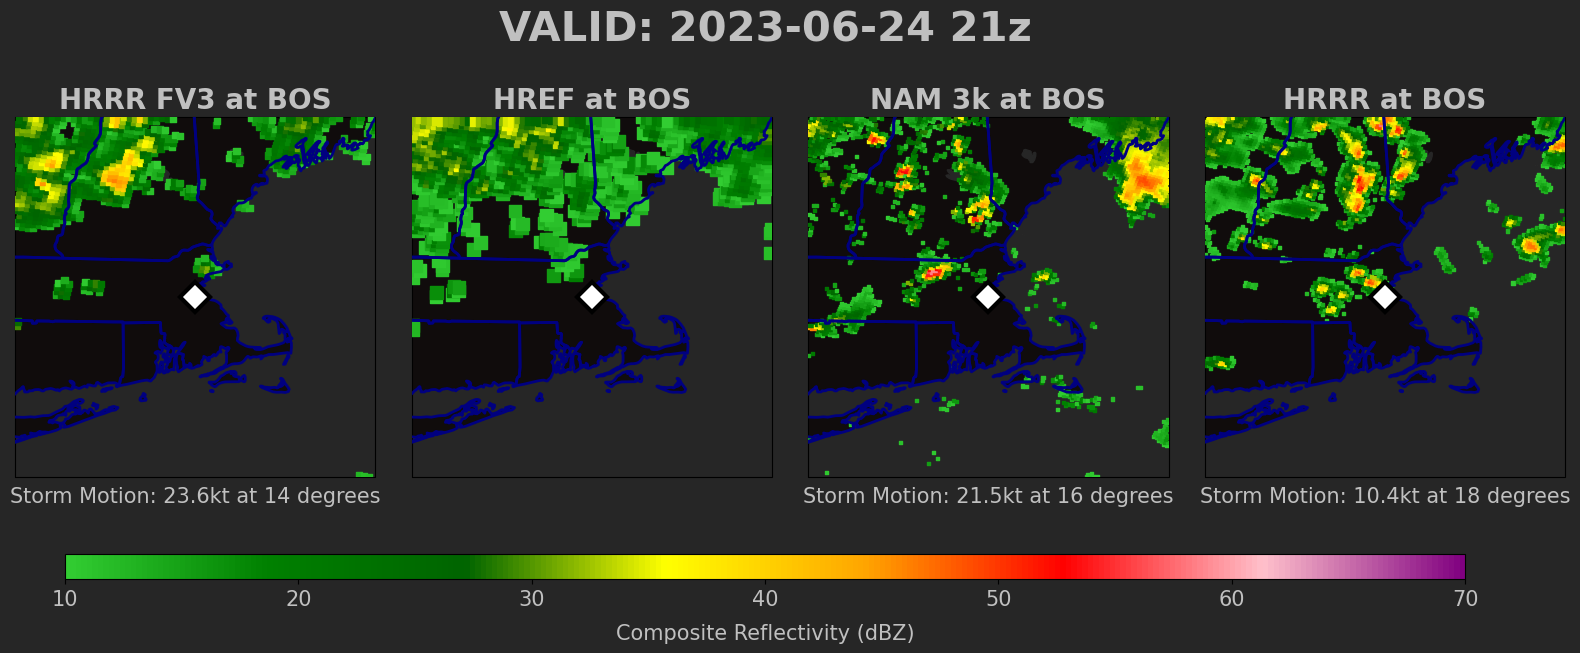 VALID: 2023-06-24 21z
HRRR FV3 at BOS
HREF at BOS
NAM 3k at BOS
HRRR at BOS
Storm Motion: 23.6kt at 14 degrees
Storm Motion: 21.5kt at 16 degrees
Storm Motion: 10.4kt at 18 degrees
10 20 30 40 50 60 70
Composite Reflectivity (dBZ)